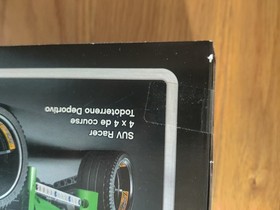 SUV Racer
4 x 4 de course
Todoterreno Deportivo